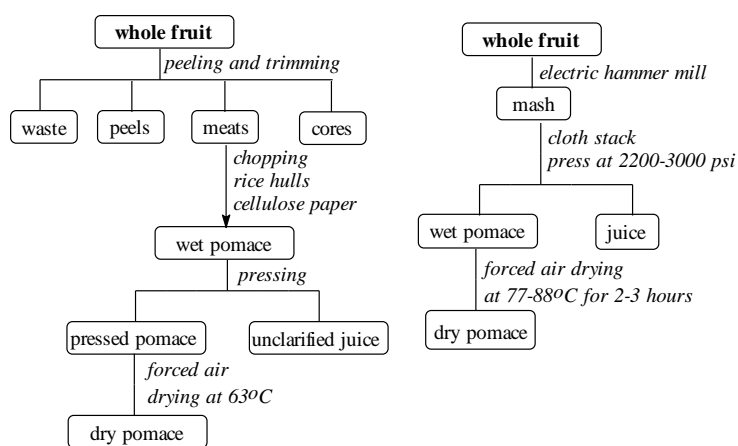 whole fruit
peeling and trimming
waste
peels
meats
cores
chopping
rice hulls
cellulose paper
wet pomace
pressing
pressed pomace
unclarified juice
forced air
drying at 63ºC
dry pomace
whole fruit
electric hammer mill
mash
cloth stack
press at 2200-3000 psi
wet pomace
juice
forced air drying
at 77-88ºC for 2-3 hours
dry pomace